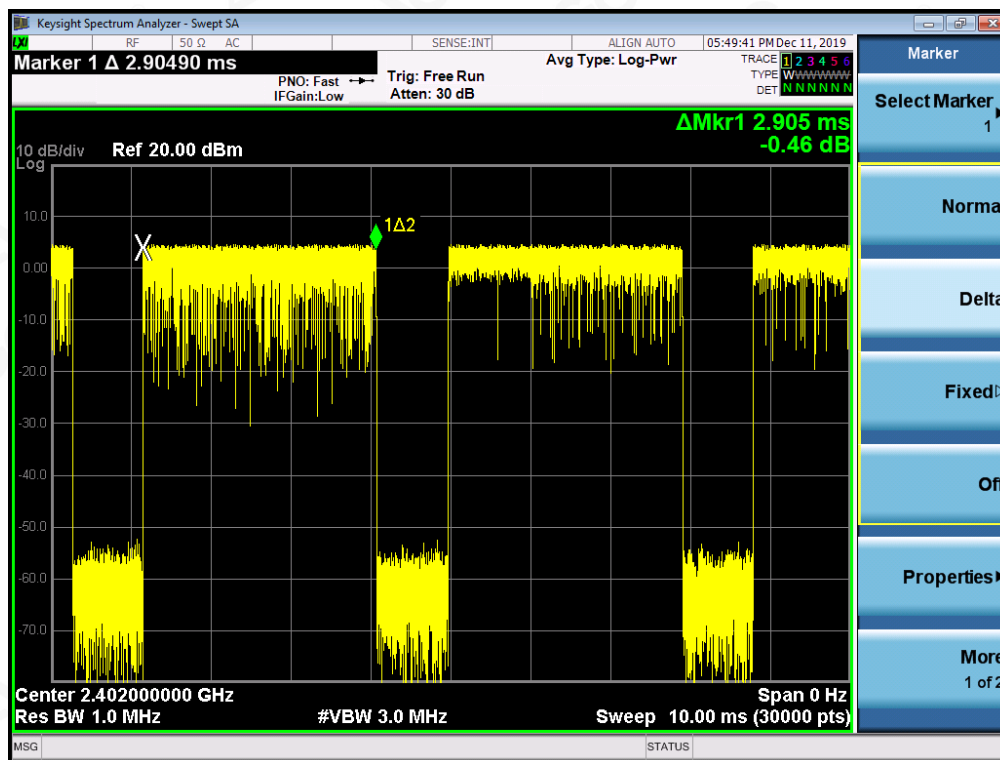 Keysight Spectrum Analyzer - Swept SA
LXI RF 50 Ω AC SENSE:INT ALIGN AUTO 05:49:41 PM Dec 11, 2019
Marker 1 Δ 2.90490 ms
PNO: Fast
IFGain:Low
Trig: Free Run
Atten: 30 dB
Avg Type: Log-Pwr
TRACE 1 2 3 4 5 6
TYPE W W W W W W
DET N N N N N N
ΔMkr1 2.905 ms
-0.46 dB
10 dB/div Ref 20.00 dBm
Log
10.0
0.00
-10.0
-20.0
-30.0
-40.0
-50.0
-60.0
-70.0
X
1Δ2
Center 2.402000000 GHz Span 0 Hz
Res BW 1.0 MHz #VBW 3.0 MHz Sweep 10.00 ms (30000 pts)
MSG STATUS
Marker
Select Marker
1
Norma
Delta
Fixed
Off
Properties
More
1 of 2